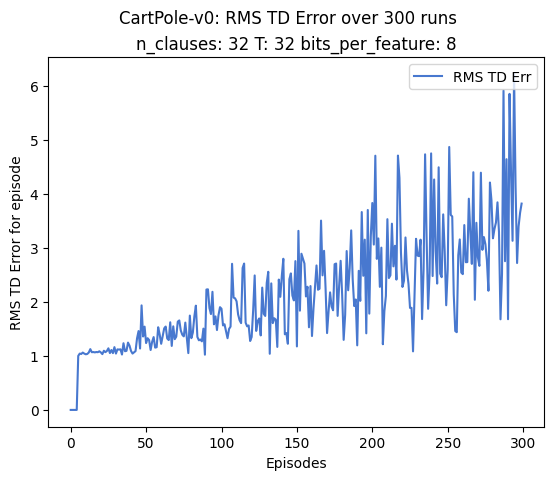 CartPole-v0: RMS TD Error over 300 runs
n_clauses: 32 T: 32 bits_per_feature: 8
RMS TD Err
RMS TD Error for episode
6
5
4
3
2
1
0
0 50 100 150 200 250 300
Episodes